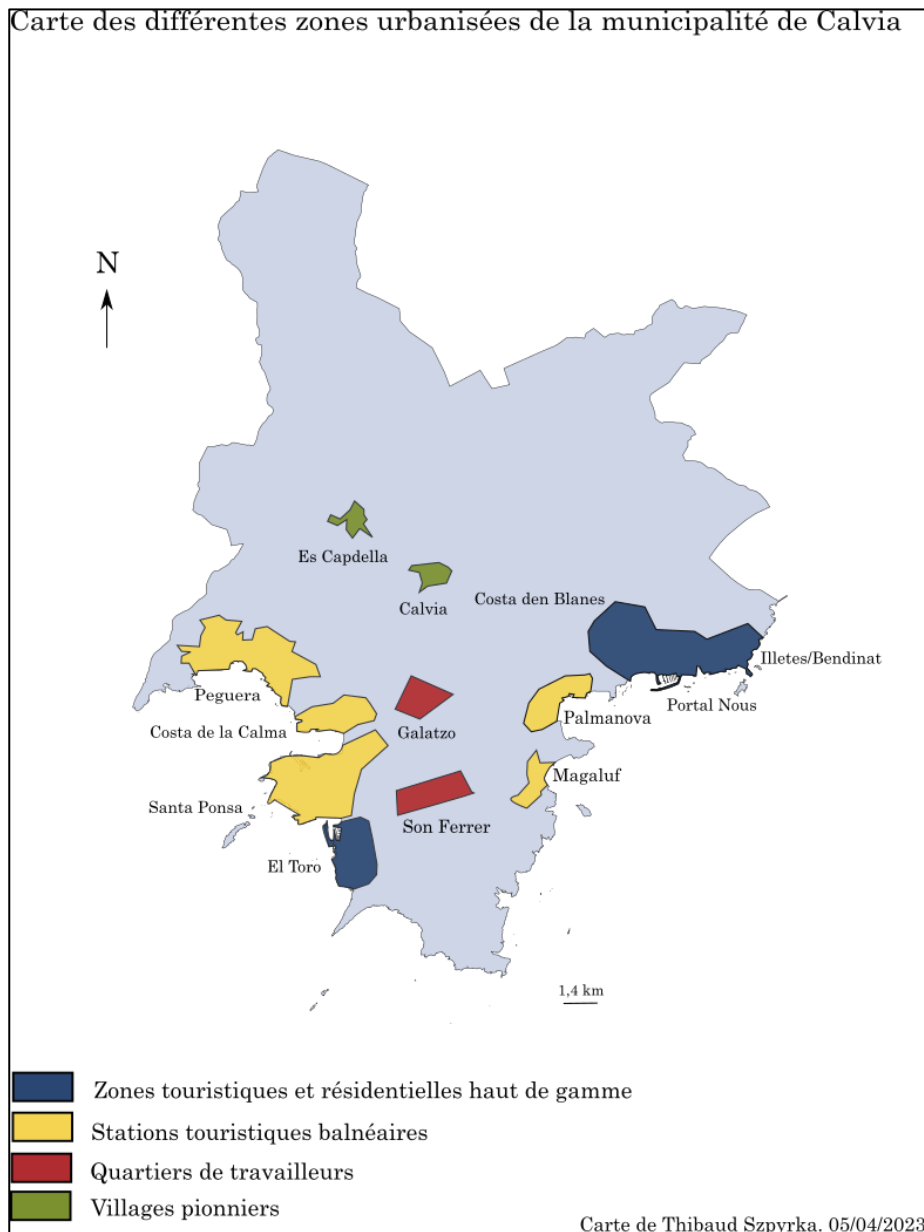 Carte des différentes zones urbanisées de la municipalité de Calvia
N
Es Capdella
Calvia
Costa den Blanes
Illetes/Bendinat
Peguera
Portal Nous
Palmanova
Costa de la Calma
Galatzo
Magaluf
Santa Ponsa
Son Ferrer
El Toro
1,4 km
Zones touristiques et résidentielles haut de gamme
Stations touristiques balnéaires
Quartiers de travailleurs
Villages pionniers
Carte de Thibaud Szpyrka. 05/04/2023